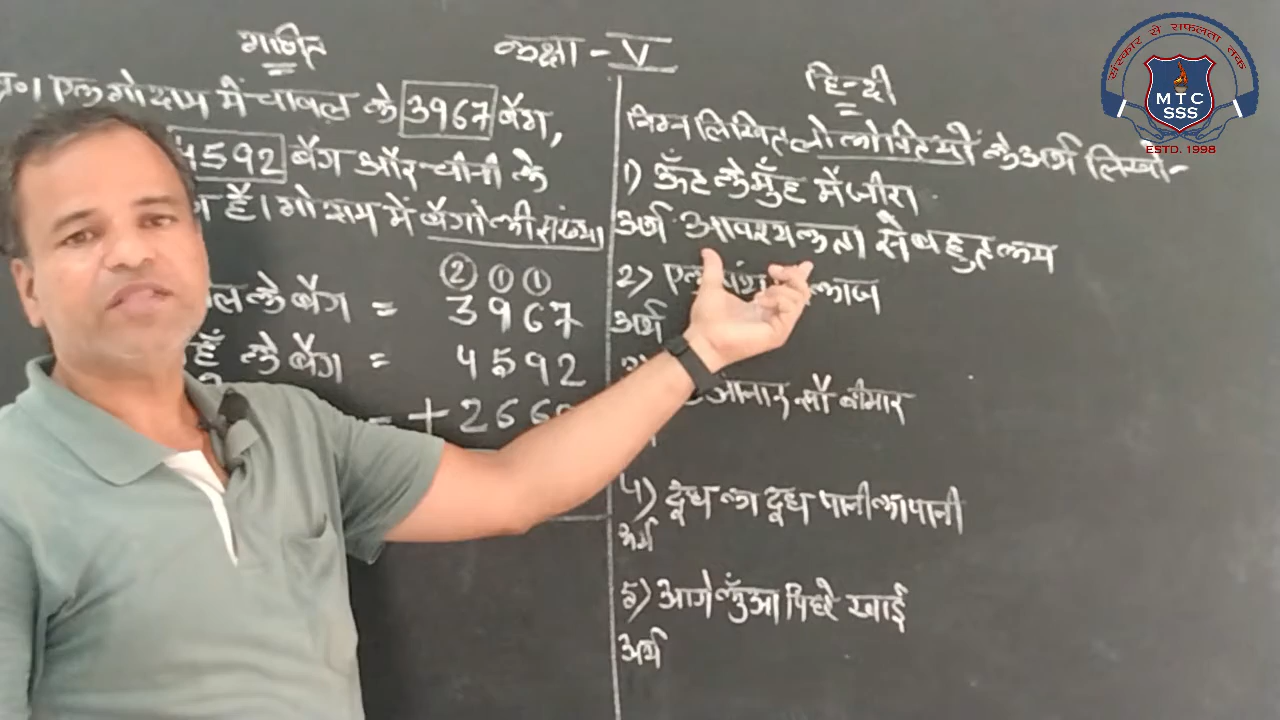 गणित
कक्षा - V
प्र०1 एक गोदाम में चावल के 3967 बैग,
4592 बैग और चीनी के
है। गोदाम में बैगों की संख्या
के बैग = 3967
② ① ①
के बैग = 4592
= + 266
हिन्दी
निम्नलिखित लोकोक्तियों के अर्थ लिखो-
1) ऊँट के मुँह में जीरा
अर्थ आवश्यकता से बहुत कम
2) एक पंथ काज
अर्थ
अनार सौ बीमार
4) दूध का दूध पानी का पानी
अर्थ
5) आगे कुँआ पिछे खाई
अर्थ
संस्कार से सफलता तक
MTC
SSS
ESTD. 1998